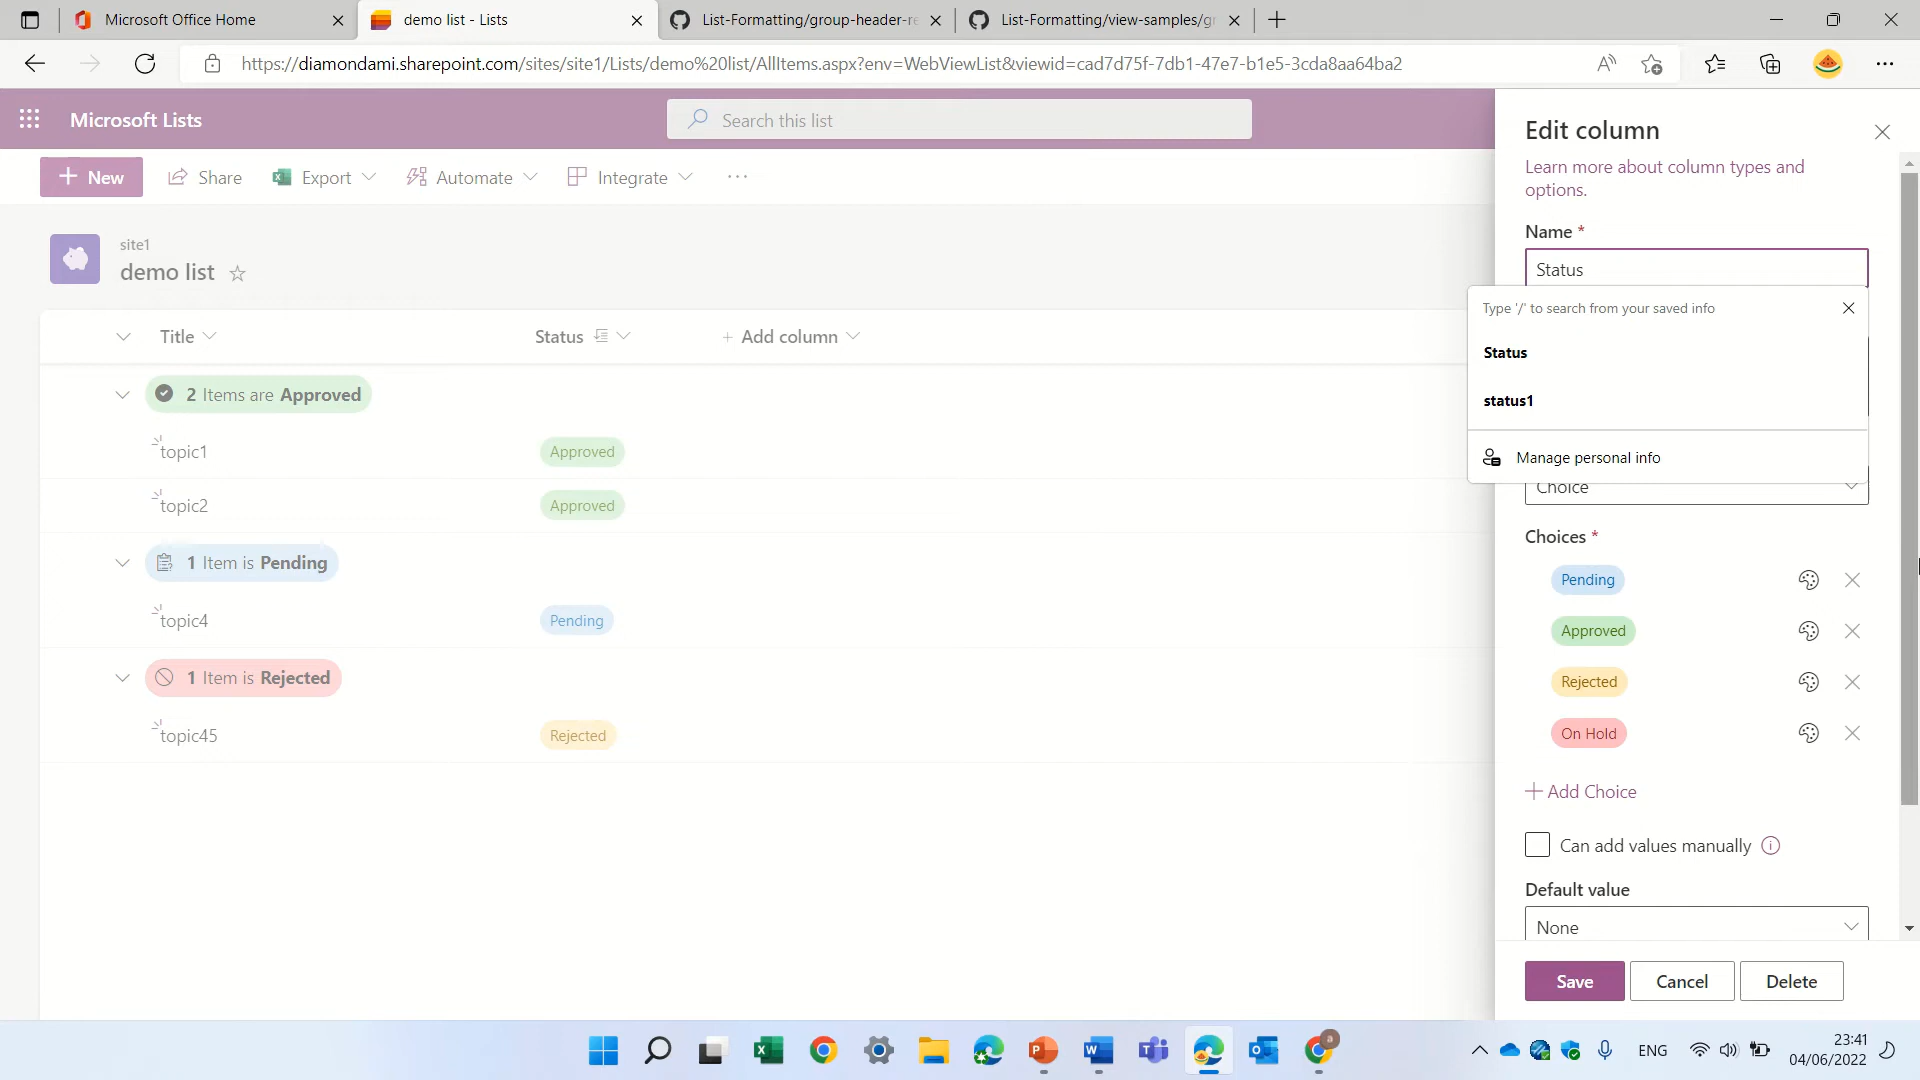 Microsoft Office Home
demo list - Lists
List-Formatting/group-header-re
List-Formatting/view-samples/gr
https://diamondami.sharepoint.com/sites/site1/Lists/demo%20list/AllItems.aspx?env=WebViewList&viewid=cad7d75f-7db1-47e7-b1e5-3cda8aa64ba2
Microsoft Lists
Search this list
New
Share
Export
Automate
Integrate
site1
demo list
Title
Status
+ Add column
2 Items are Approved
topic1
Approved
topic2
Approved
1 Item is Pending
topic4
Pending
1 Item is Rejected
topic45
Rejected
Edit column
Learn more about column types and
options.
Name *
Status
Type '/' to search from your saved info
Status
status1
Manage personal info
Choice
Choices *
Pending
Approved
Rejected
On Hold
Add Choice
Can add values manually
Default value
None
Save
Cancel
Delete
ENG
23:41
04/06/2022